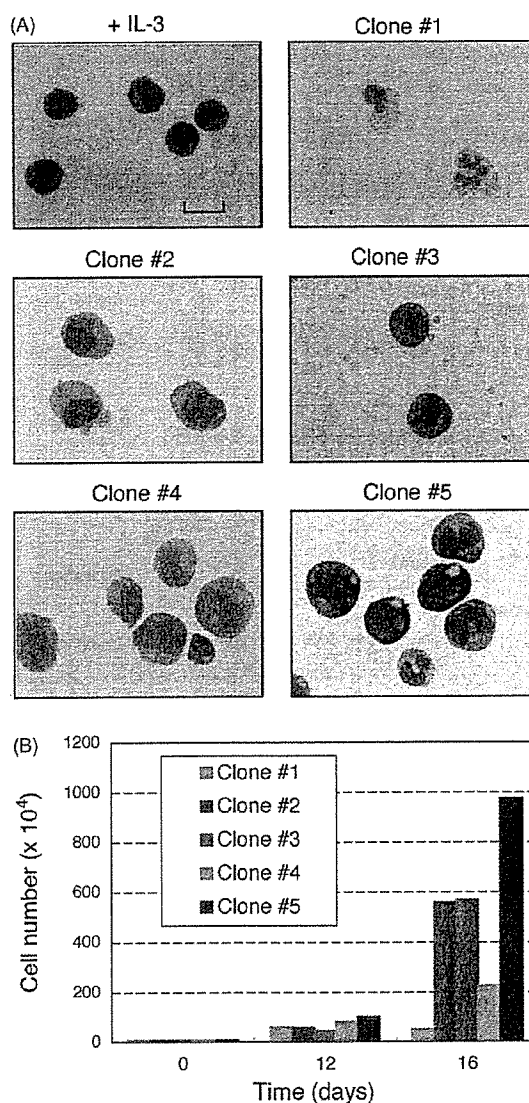 (A)
+ IL-3
Clone #1
Clone #2
Clone #3
Clone #4
Clone #5
(B)
1200
1000
800
600
400
200
0
Cell number (x 10⁴)
Clone #1
Clone #2
Clone #3
Clone #4
Clone #5
0
12
16
Time (days)